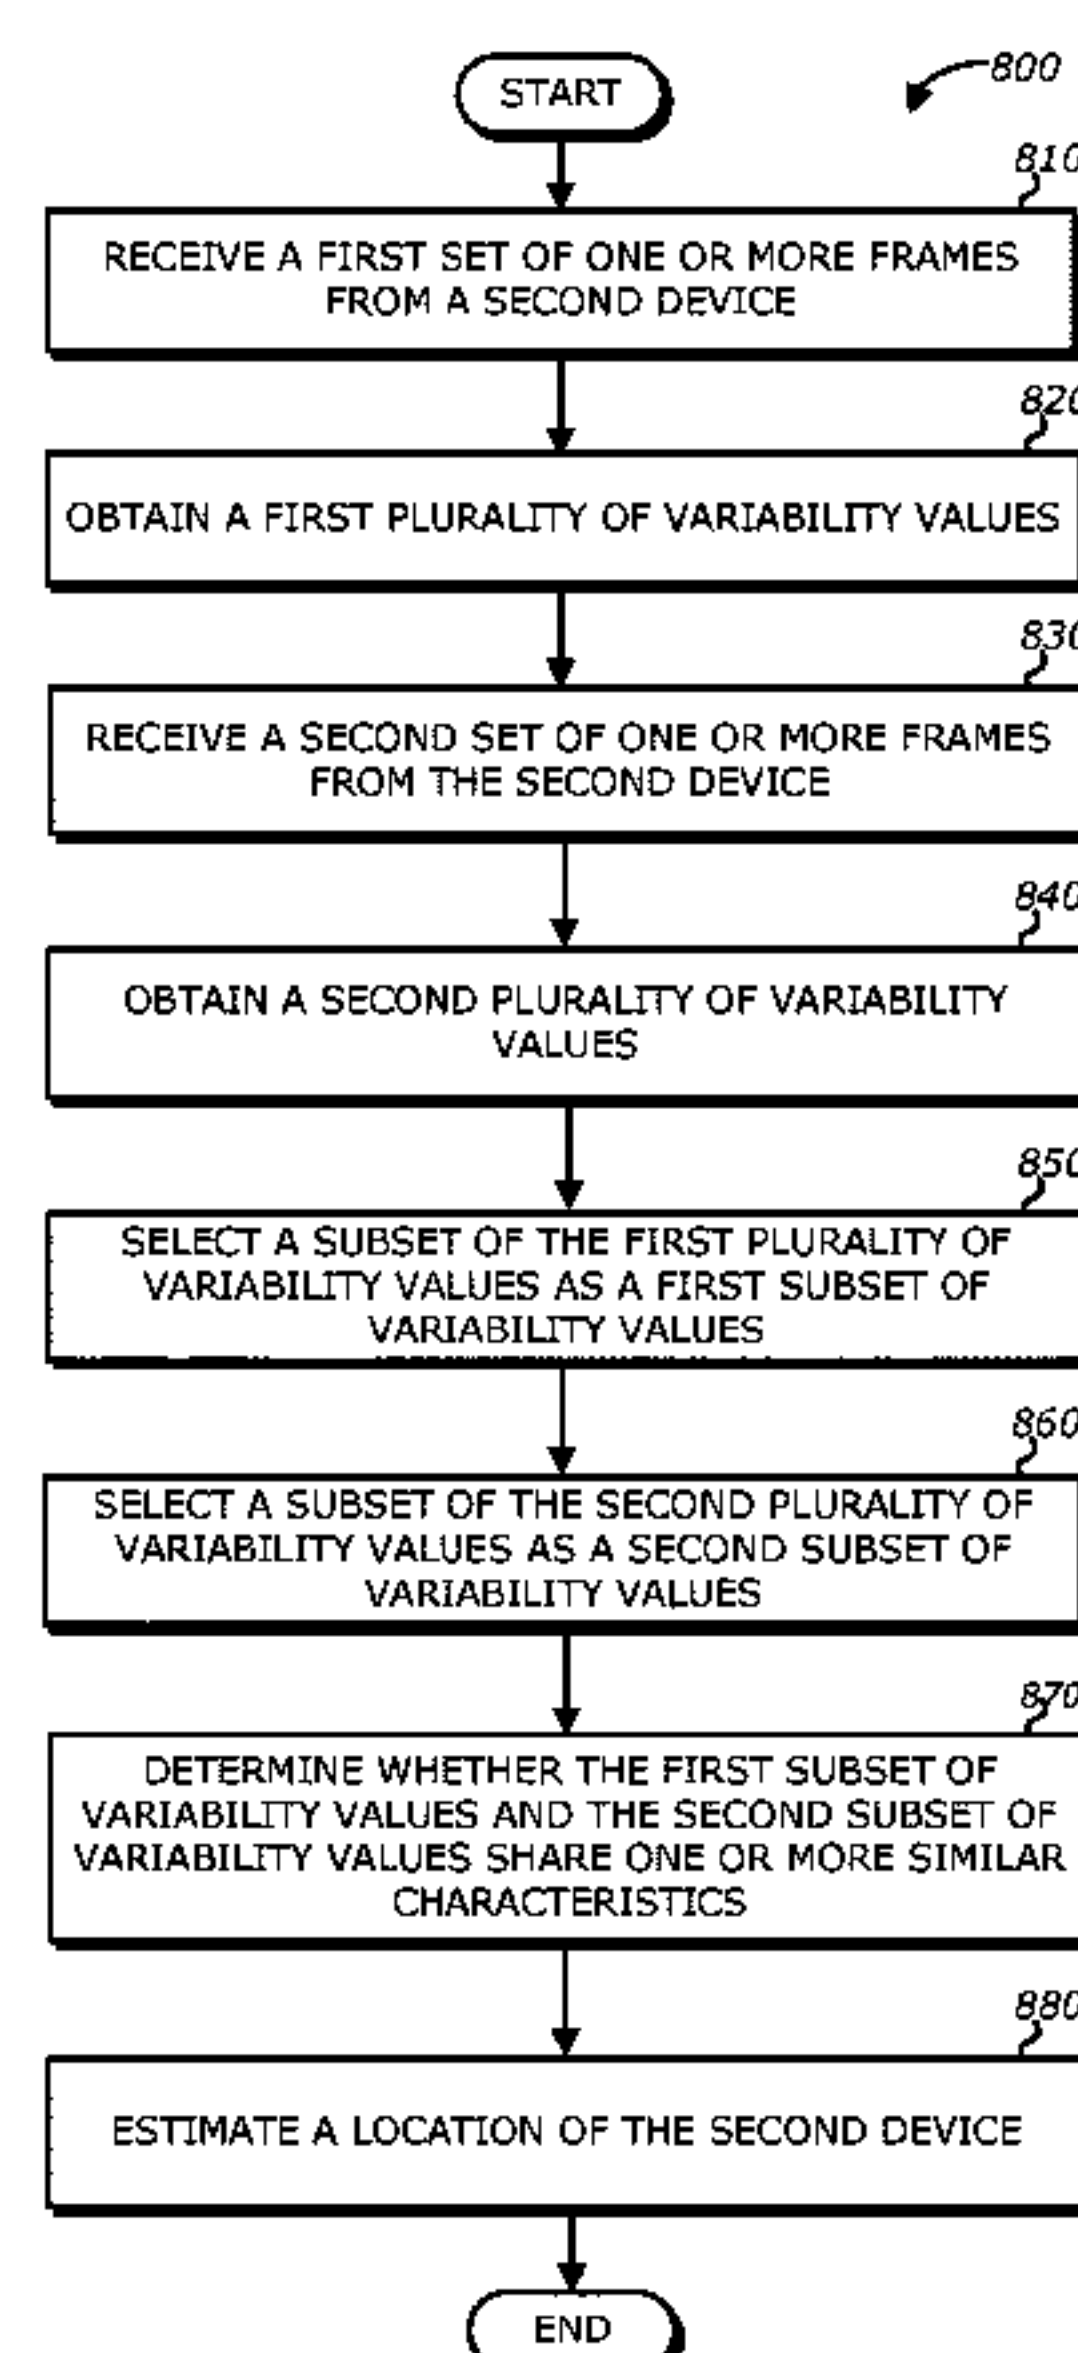 START
800
810
RECEIVE A FIRST SET OF ONE OR MORE FRAMES
FROM A SECOND DEVICE
820
OBTAIN A FIRST PLURALITY OF VARIABILITY VALUES
830
RECEIVE A SECOND SET OF ONE OR MORE FRAMES
FROM THE SECOND DEVICE
840
OBTAIN A SECOND PLURALITY OF VARIABILITY
VALUES
850
SELECT A SUBSET OF THE FIRST PLURALITY OF
VARIABILITY VALUES AS A FIRST SUBSET OF
VARIABILITY VALUES
860
SELECT A SUBSET OF THE SECOND PLURALITY OF
VARIABILITY VALUES AS A SECOND SUBSET OF
VARIABILITY VALUES
870
DETERMINE WHETHER THE FIRST SUBSET OF
VARIABILITY VALUES AND THE SECOND SUBSET OF
VARIABILITY VALUES SHARE ONE OR MORE SIMILAR
CHARACTERISTICS
880
ESTIMATE A LOCATION OF THE SECOND DEVICE
END